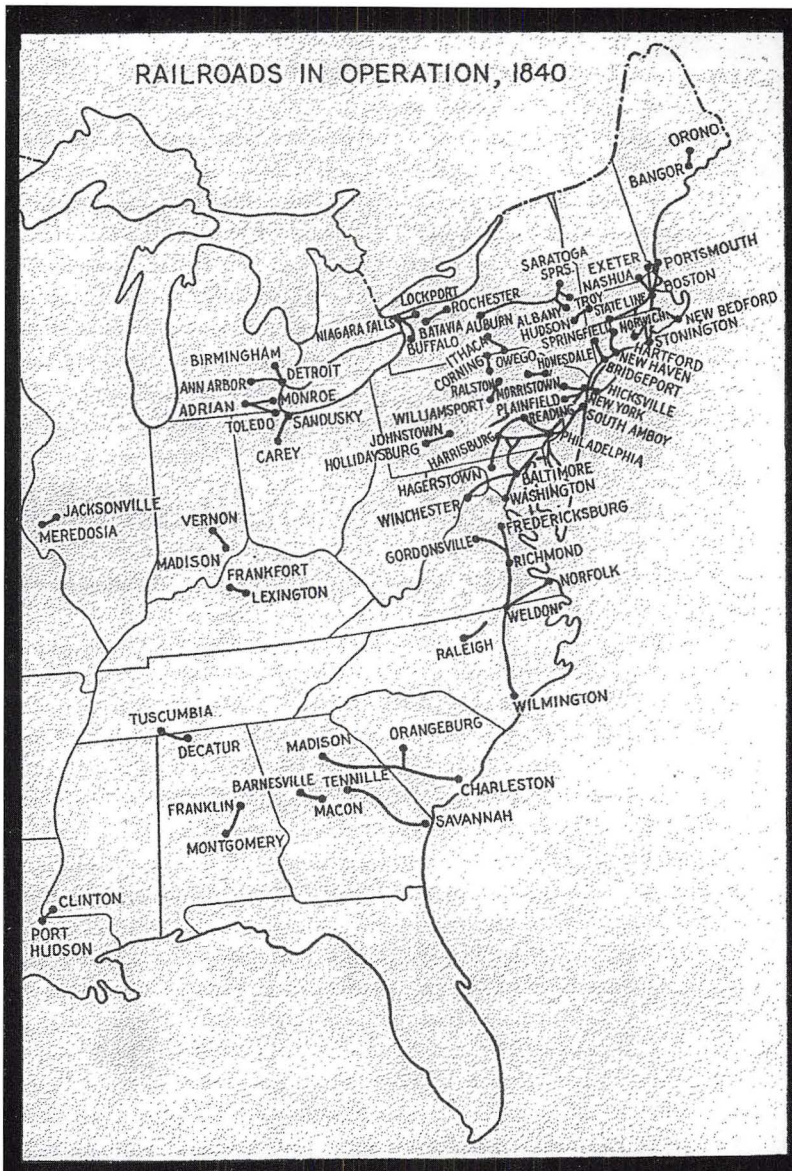 RAILROADS IN OPERATION, 1840
ORONO
BANGOR
SARATOGA
SPRS.
EXETER
PORTSMOUTH
NASHUA
BOSTON
LOCKPORT
ROCHESTER
TROY
STATE LINE
NIAGARA FALLS
BATAVIA
AUBURN
ALBANY
HUDSON
SPRINGFIELD
NORWICH
NEW BEDFORD
BUFFALO
ITHACA
STONINGTON
HARTFORD
BIRMINGHAM
DETROIT
CORNING
OWEGO
HONESDALE
NEW HAVEN
BRIDGEPORT
ANN ARBOR
RALSTON
MORRISTOWN
HICKSVILLE
ADRIAN
MONROE
WILLIAMSPORT
PLAINFIELD
NEW YORK
TOLEDO
SANDUSKY
READING
SOUTH AMBOY
CAREY
JOHNSTOWN
HOLLIDAYSBURG
HARRISBURG
PHILADELPHIA
HAGERSTOWN
BALTIMORE
WINCHESTER
WASHINGTON
JACKSONVILLE
MEREDOSIA
VERNON
FREDERICKSBURG
MADISON
GORDONSVILLE
RICHMOND
FRANKFORT
LEXINGTON
NORFOLK
WELDON
RALEIGH
WILMINGTON
TUSCUMBIA
DECATUR
MADISON
ORANGEBURG
BARNESVILLE
TENNILLE
CHARLESTON
FRANKLIN
MACON
SAVANNAH
MONTGOMERY
CLINTON
PORT
HUDSON